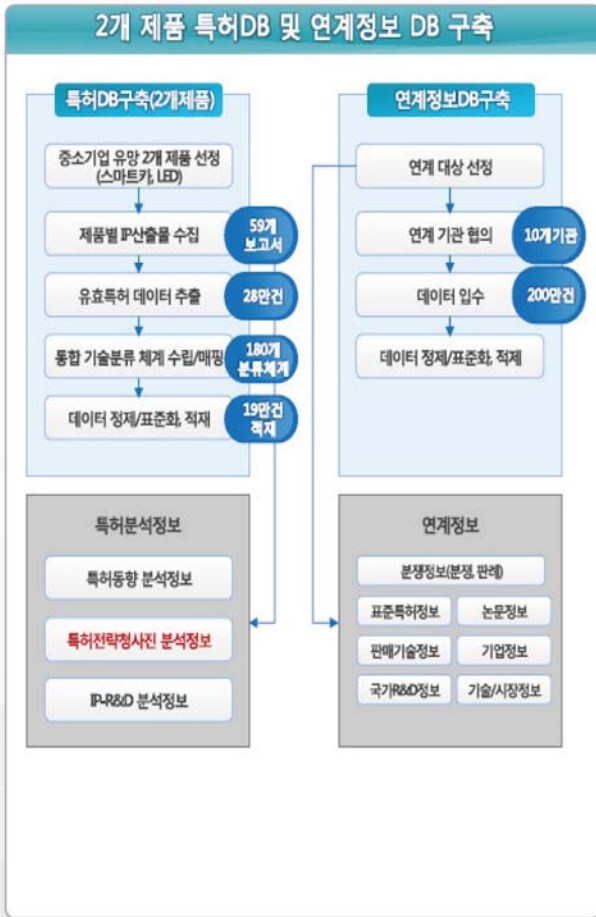 2개 제품 특허DB 및 연계정보 DB 구축
특허DB구축(2개제품)
중소기업 유망 2개 제품 선정
(스마트카, LED)
제품별 IP산출물 수집
59개
보고서
유효특허 데이터 추출
28만건
통합 기술분류 체계 수립/매핑
180개
분류체계
데이터 정제/표준화, 적재
19만건
적재
특허분석정보
특허동향 분석정보
특허전략청사진 분석정보
IP-R&D 분석정보
연계정보DB구축
연계 대상 선정
연계 기관 협의
10개기관
데이터 입수
200만건
데이터 정제/표준화, 적제
연계정보
분쟁정보(분쟁, 판례)
표준특허정보
논문정보
판매기술정보
기업정보
국가R&D정보
기술/시장정보